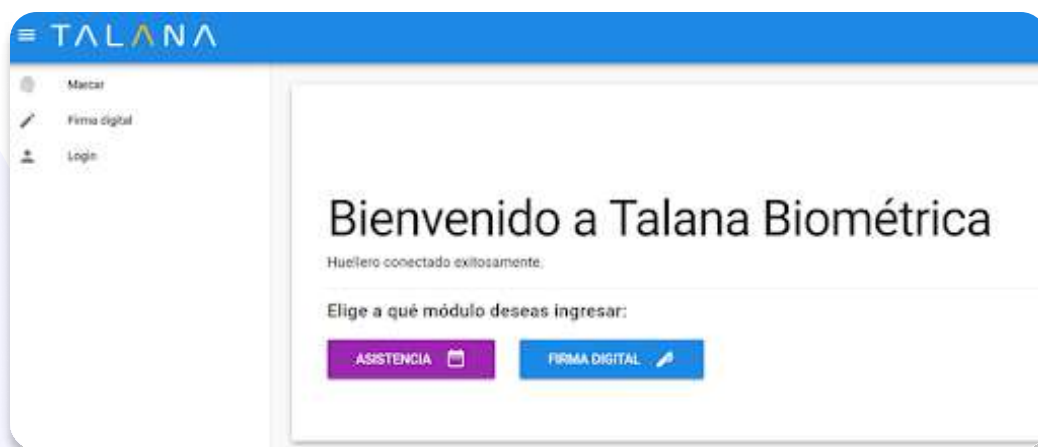 TALANA
Marcar
Firma digital
Login
Bienvenido a Talana Biométrica
Huellero conectado exitosamente.
Elige a qué módulo deseas ingresar:
ASISTENCIA
FIRMA DIGITAL